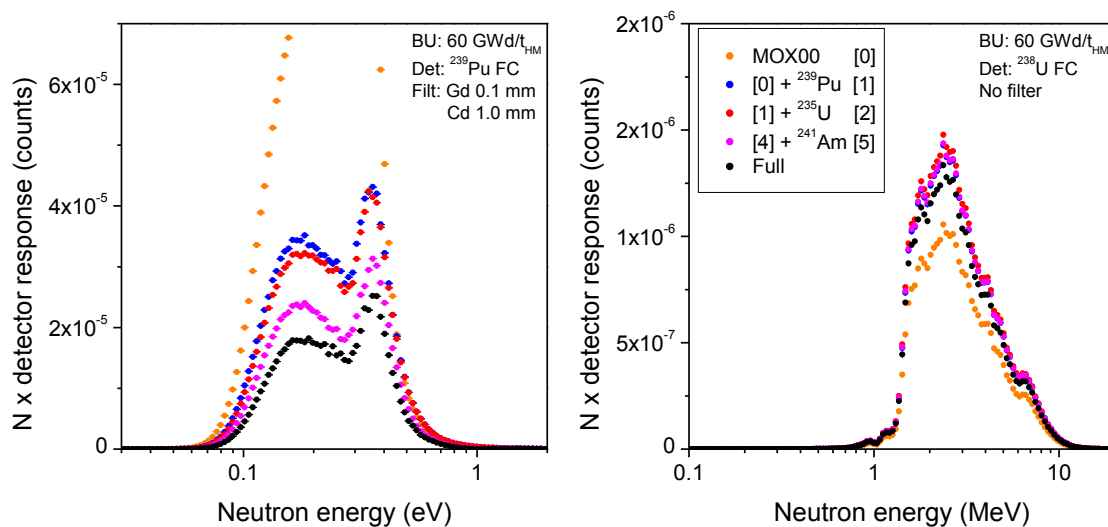 BU: 60 GWd/tHM
Det: 239Pu FC
Filt: Gd 0.1 mm
Cd 1.0 mm
6x10-5
4x10-5
2x10-5
0
0.1
1
N x detector response (counts)
Neutron energy (eV)
MOX00 [0]
[0] + 239Pu [1]
[1] + 235U [2]
[4] + 241Am [5]
Full
BU: 60 GWd/tHM
Det: 238U FC
No filter
2x10-6
2x10-6
1x10-6
5x10-7
0
0.1
1
10
N x detector response (counts)
Neutron energy (MeV)